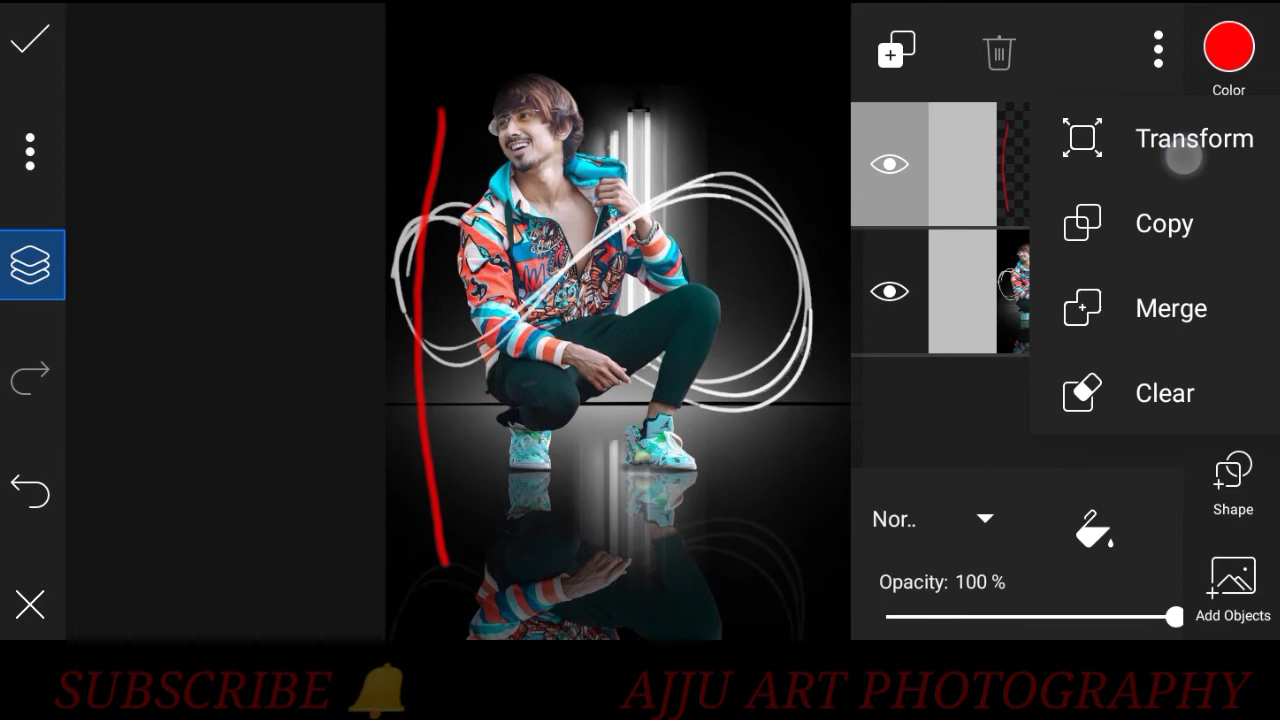 Color
Transform
Copy
Merge
Clear
Nor..
Shape
Opacity: 100 %
Add Objects
SUBSCRIBE 🔔 AJJU ART PHOTOGRAPHY